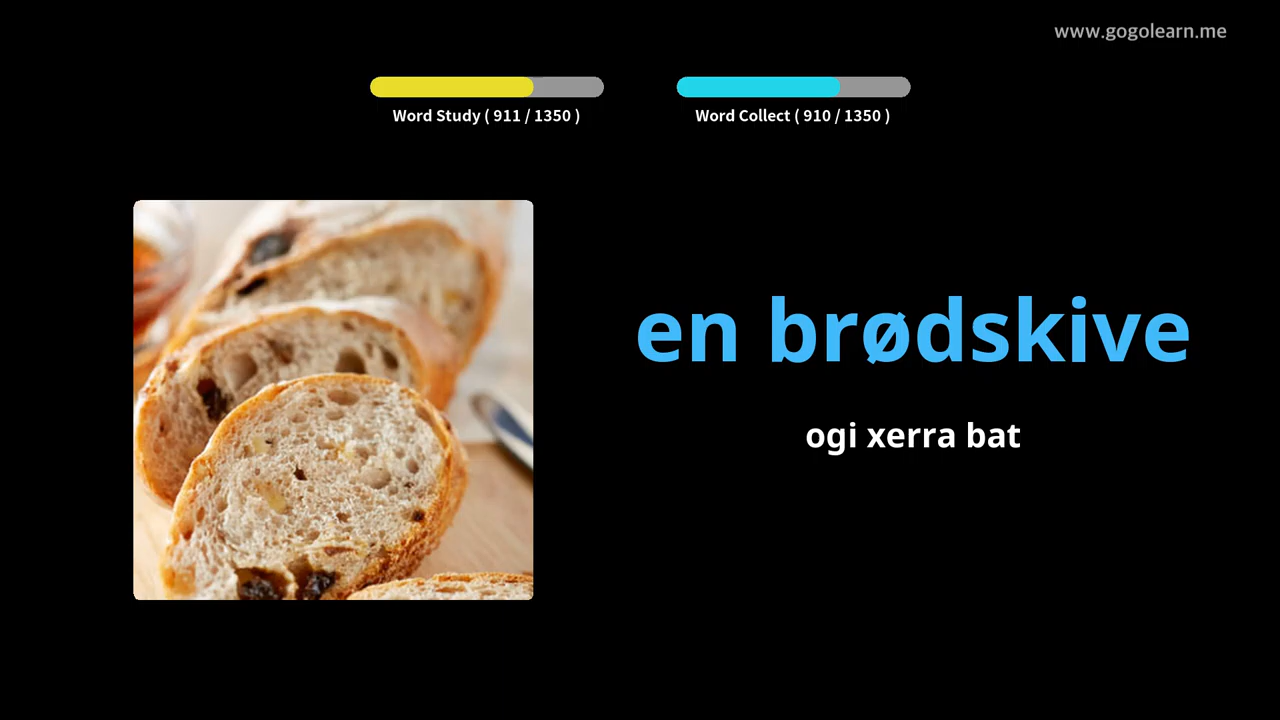 www.gogolearn.me
Word Study ( 911 / 1350 )
Word Collect ( 910 / 1350 )
en brødskive
ogi xerra bat